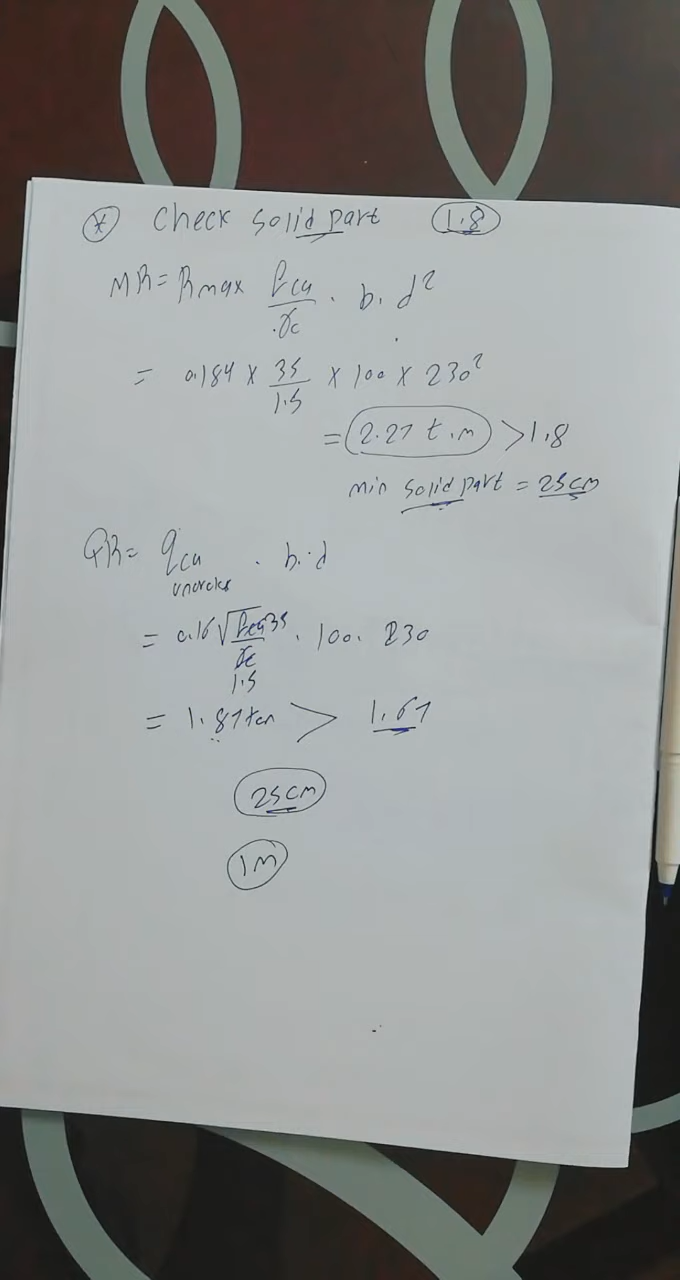 * Check solid part 1.8
MR = Rmax fcu/γc . b . d²
= 0.184 × 35/1.5 × 100 × 230²
= 2.27 t.m > 1.8
min solid part = 25cm
QR = qcu . b . d
= 0.16 √fcu 35/γc 1.5 . 100 . 230
= 1.87 ton > 1.67
25cm
1m